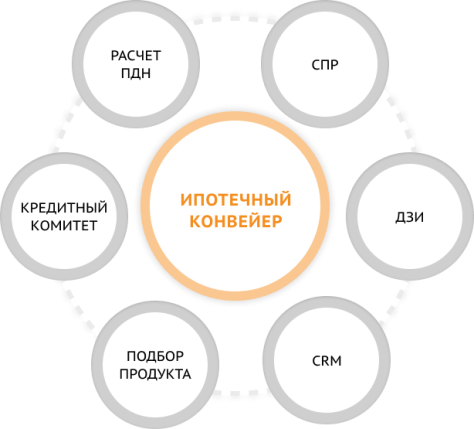 РАСЧЕТ
ПДН
СПР
КРЕДИТНЫЙ
КОМИТЕТ
ИПОТЕЧНЫЙ
КОНВЕЙЕР
ДЗИ
ПОДБОР
ПРОДУКТА
CRM